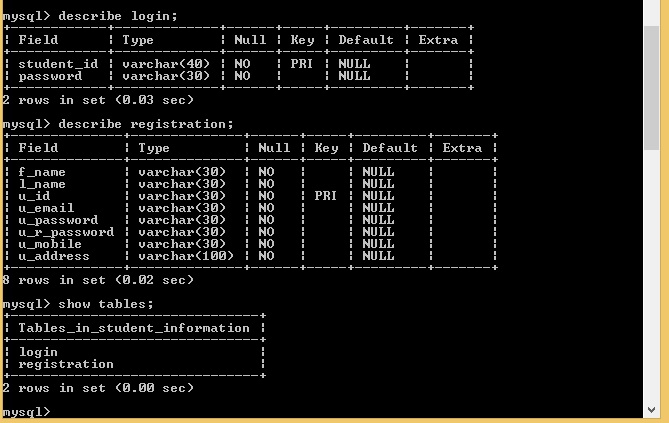 mysql> describe login;
+------------+-------------+------+-----+---------+-------+
¦ Field      ¦ Type        ¦ Null ¦ Key ¦ Default ¦ Extra ¦
+------------+-------------+------+-----+---------+-------+
¦ student_id ¦ varchar(40) ¦ NO   ¦ PRI ¦ NULL    ¦       ¦
¦ password   ¦ varchar(30) ¦ NO   ¦     ¦ NULL    ¦       ¦
+------------+-------------+------+-----+---------+-------+
2 rows in set (0.03 sec)
mysql> describe registration;
+--------------+--------------+------+-----+---------+-------+
¦ Field        ¦ Type         ¦ Null ¦ Key ¦ Default ¦ Extra ¦
+--------------+--------------+------+-----+---------+-------+
¦ f_name       ¦ varchar(30)  ¦ NO   ¦     ¦ NULL    ¦       ¦
¦ l_name       ¦ varchar(30)  ¦ NO   ¦     ¦ NULL    ¦       ¦
¦ u_id         ¦ varchar(30)  ¦ NO   ¦ PRI ¦ NULL    ¦       ¦
¦ u_email      ¦ varchar(30)  ¦ NO   ¦     ¦ NULL    ¦       ¦
¦ u_password   ¦ varchar(30)  ¦ NO   ¦     ¦ NULL    ¦       ¦
¦ u_r_password ¦ varchar(30)  ¦ NO   ¦     ¦ NULL    ¦       ¦
¦ u_mobile     ¦ varchar(30)  ¦ NO   ¦     ¦ NULL    ¦       ¦
¦ u_address    ¦ varchar(100) ¦ NO   ¦     ¦ NULL    ¦       ¦
+--------------+--------------+------+-----+---------+-------+
8 rows in set (0.02 sec)
mysql> show tables;
+-------------------------------+
¦ Tables_in_student_information ¦
+-------------------------------+
¦ login                         ¦
¦ registration                  ¦
+-------------------------------+
2 rows in set (0.00 sec)
mysql>